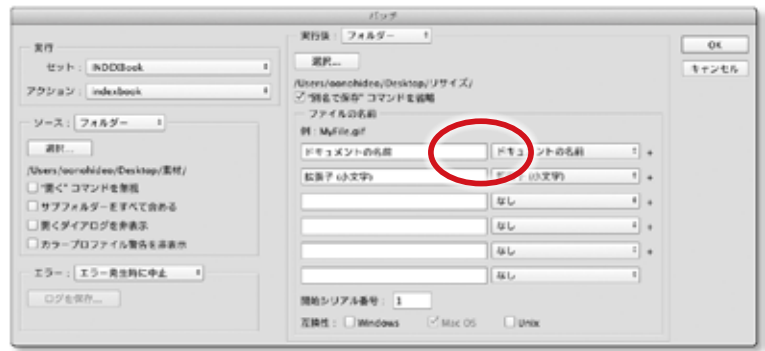 バッチ
実行
セット: INDEXBook
アクション: indexbook
ソース: フォルダー
選択...
/Users/oonohideo/Desktop/素材/
"開く" コマンドを無視
サブフォルダーをすべて含める
開くダイアログを非表示
カラープロファイル警告を非表示
エラー: エラー発生時に中止
ログを保存...
実行後: フォルダー
選択...
/Users/oonohideo/Desktop/リサイズ/
"別名で保存" コマンドを省略
ファイルの名前
例: MyFile.gif
ドキュメントの名前 ドキュメントの名前 +
拡張子 (小文字) 拡張子 (小文字) +
なし +
なし +
なし +
なし
開始シリアル番号: 1
互換性: Windows Mac OS Unix
OK
キャンセル